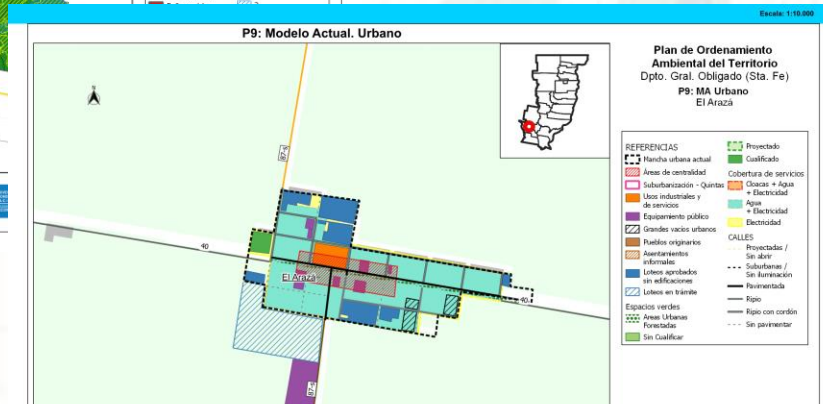 Escala: 1:10.000
P9: Modelo Actual. Urbano
Plan de Ordenamiento
Ambiental del Territorio
Dpto. Gral. Obligado (Sta. Fe)
P9: MA Urbano
El Arazá
N
87-S
40
El Arazá
40
87-S
REFERENCIAS
Mancha urbana actual
Áreas de centralidad
Suburbanización - Quintas
Usos industriales y
de servicios
Equipamiento público
Grandes vacíos urbanos
Pueblos originarios
Asentamientos
informales
Loteos aprobados
sin edificaciones
Loteos en trámite
Espacios verdes
Areas Urbanas
Forestadas
Sin Cualificar
Proyectado
Cualificado
Cobertura de servicios
Cloacas + Agua
+ Electricidad
Agua
+ Electricidad
Electricidad
CALLES
Proyectadas /
Sin abrir
Suburbanas /
Sin iluminación
Pavimentada
Ripio
Ripio con cordón
Sin pavimentar